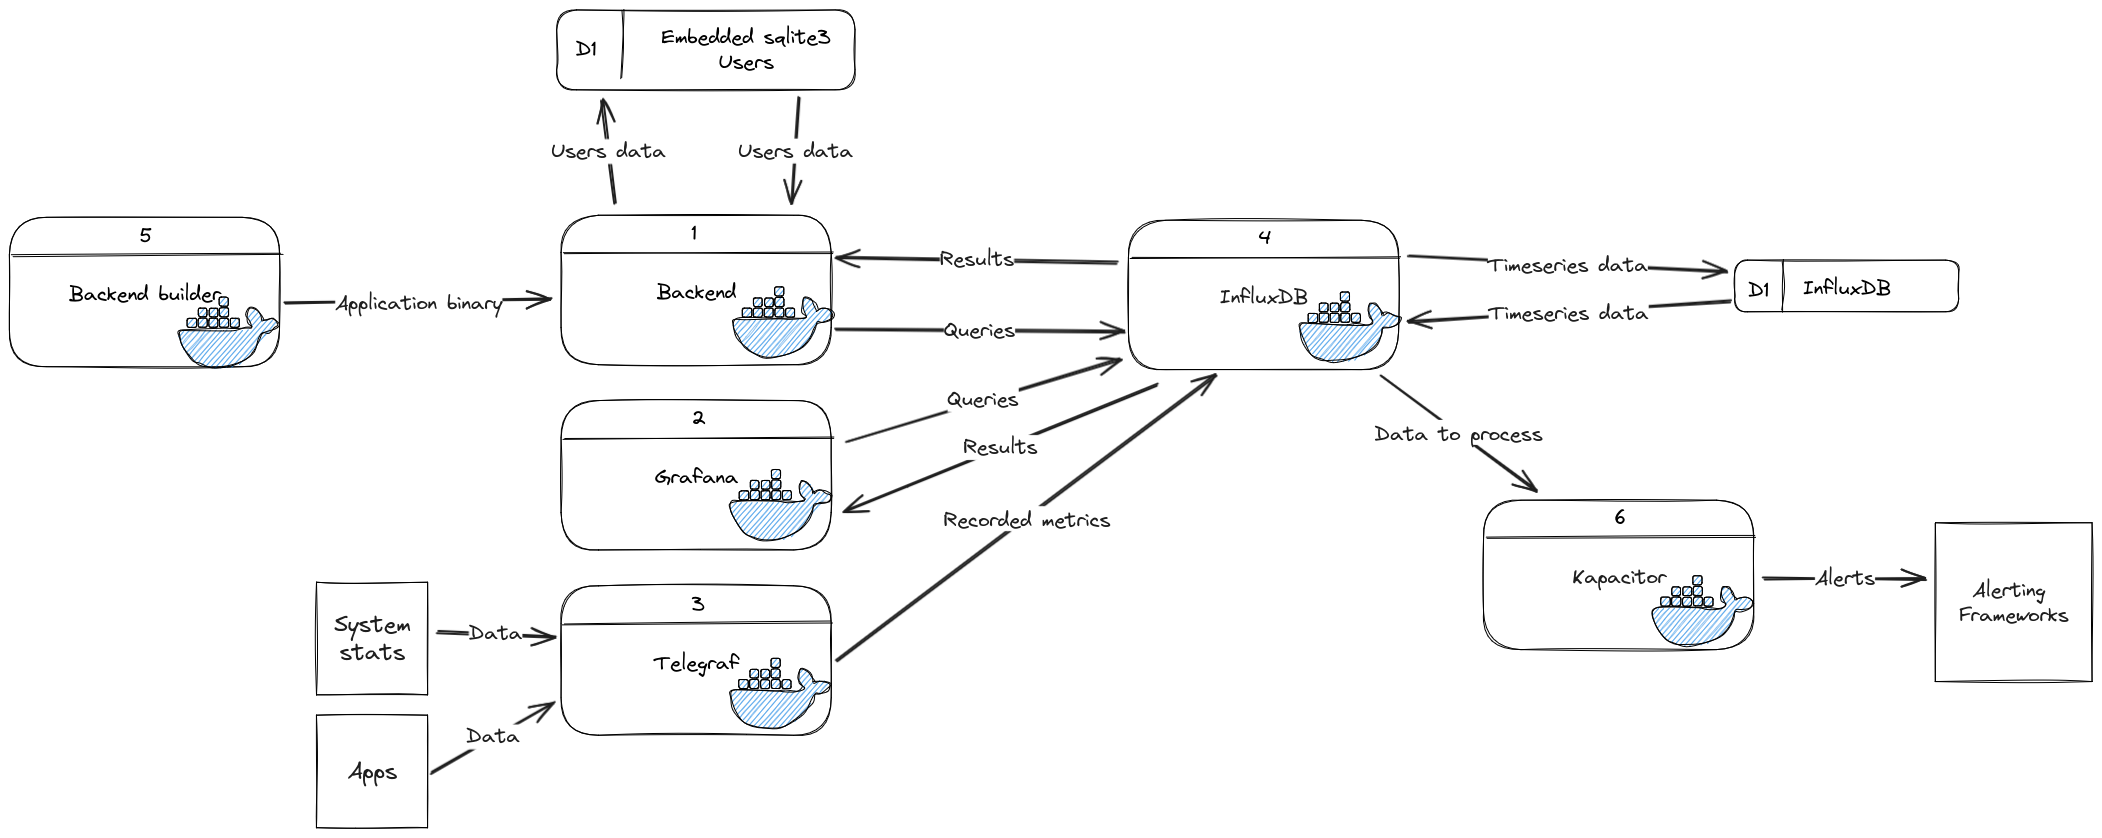 D1
Embedded sqlite3
Users
Users data
Users data
5
Backend builder
Application binary
1
Backend
Results
Queries
4
InfluxDB
Timeseries data
Timeseries data
D1
InfluxDB
2
Grafana
Queries
Results
Recorded metrics
Data to process
System
stats
Data
Apps
Data
3
Telegraf
6
Kapacitor
Alerts
Alerting
Frameworks